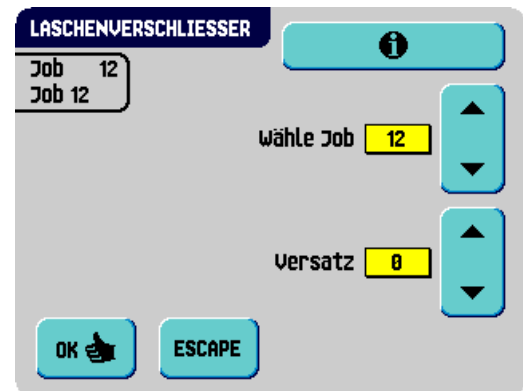 LASCHENVERSCHLIESSER
Job 12
Job 12
Wähle Job 12
Versatz 0
OK ESCAPE